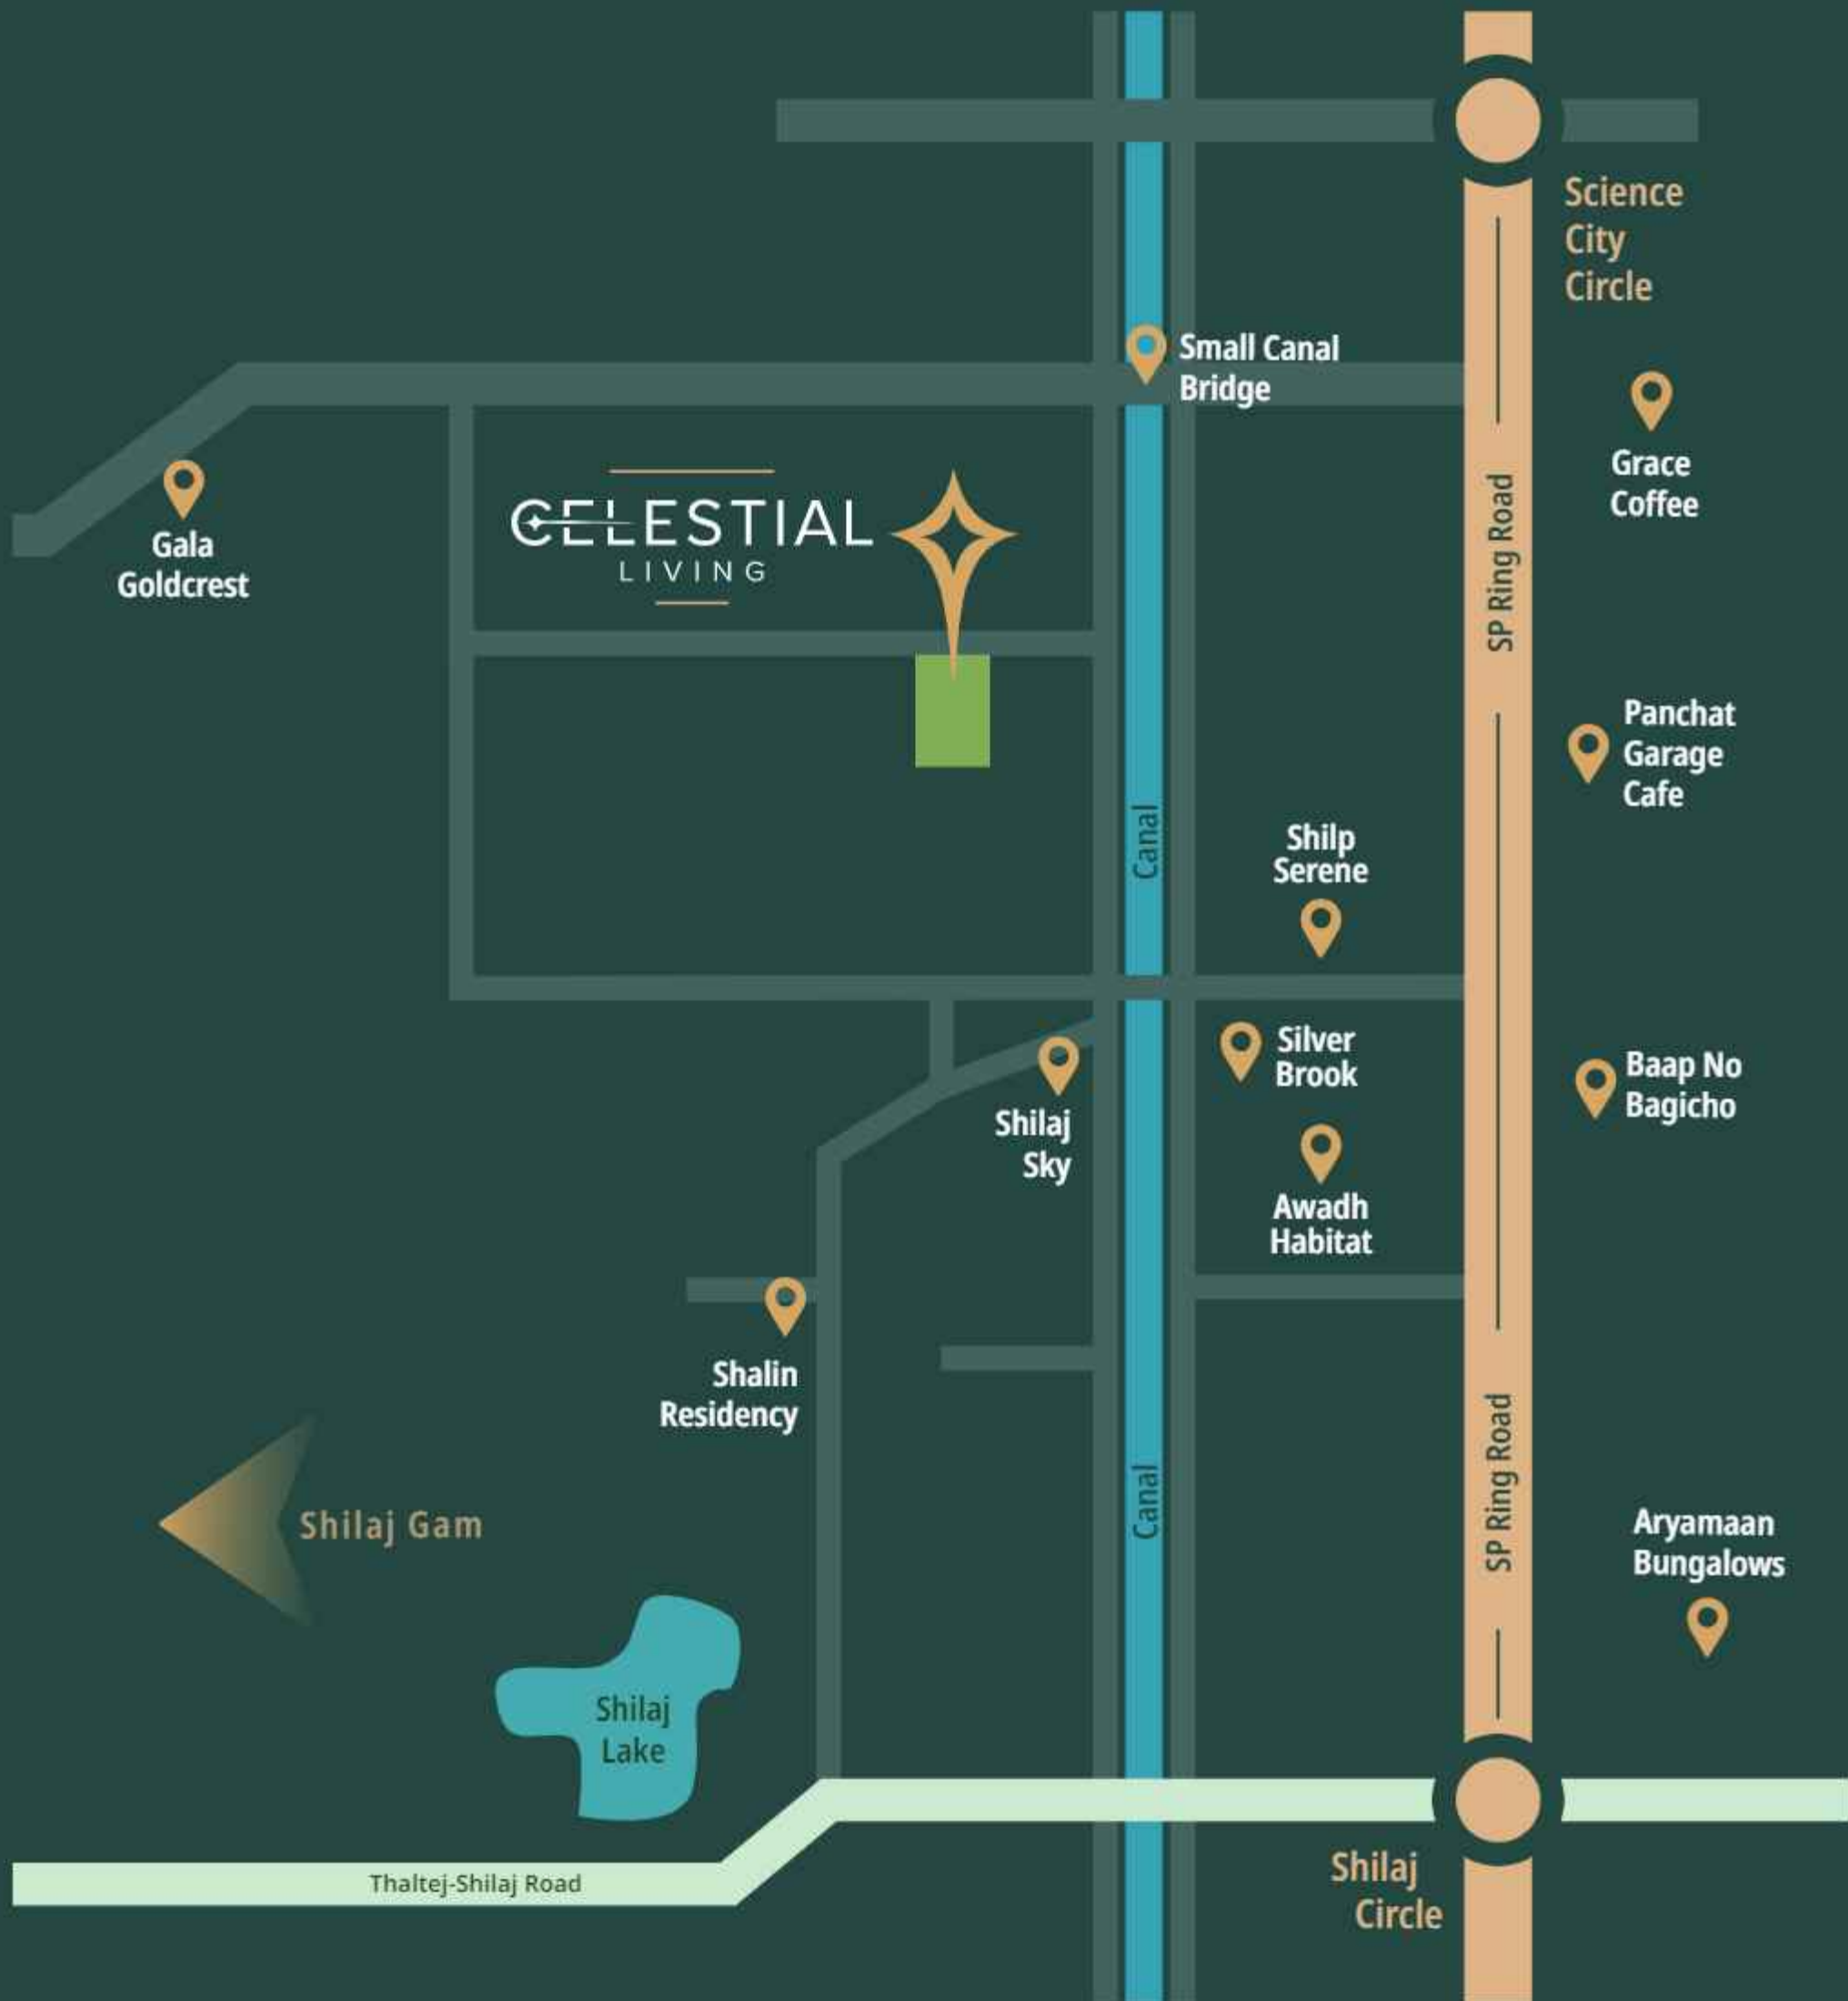 Science
City
Circle
Small Canal
Bridge
Grace
Coffee
Gala
Goldcrest
CELESTIAL
LIVING
SP Ring Road
Panchat
Garage
Cafe
Canal
Shilp
Serene
Silver
Brook
Baap No
Bagicho
Shilaj
Sky
Awadh
Habitat
Shalin
Residency
Canal
SP Ring Road
Shilaj Gam
Aryamaan
Bungalows
Shilaj
Lake
Thaltej-Shilaj Road
Shilaj
Circle